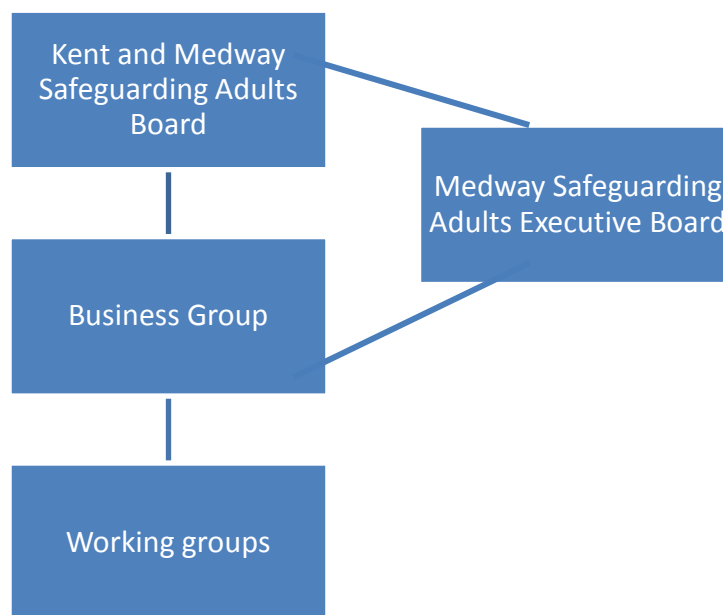 Kent and Medway
Safeguarding Adults
Board
Medway Safeguarding
Adults Executive Board
Business Group
Working groups